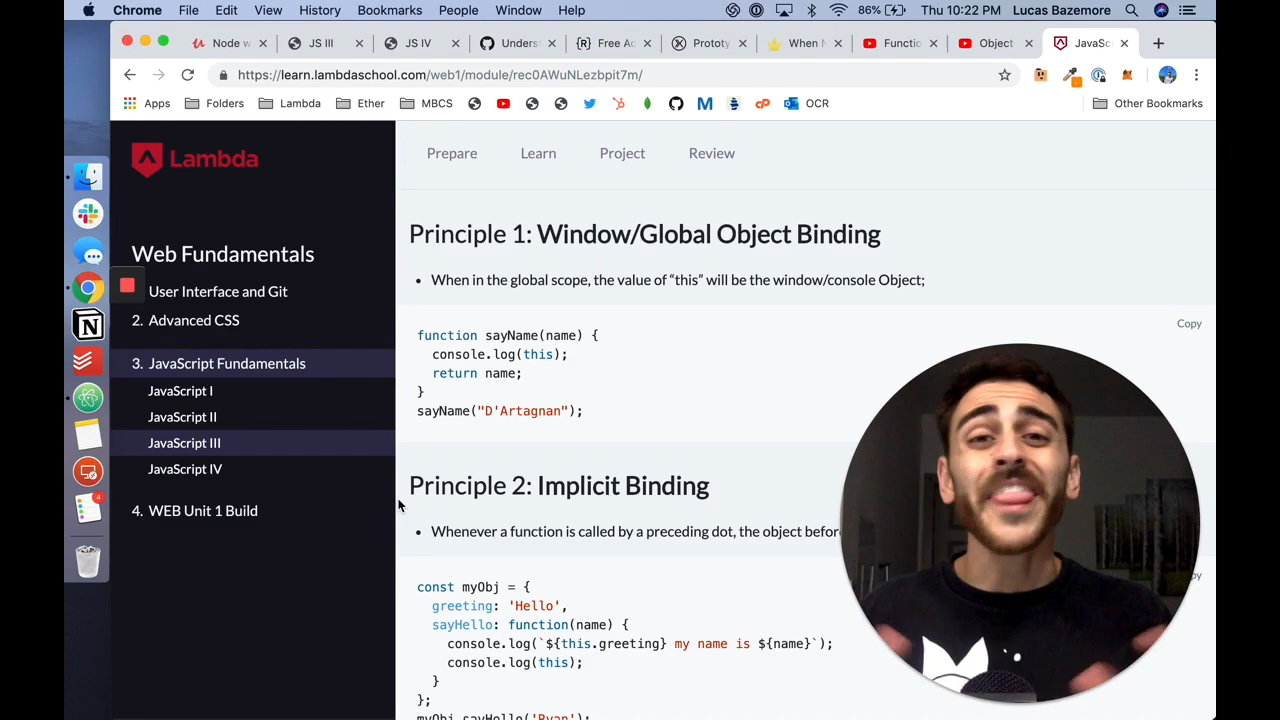 Chrome File Edit View History Bookmarks People Window Help 86% Thu 10:22 PM Lucas Bazemore
Node w JS III JS IV Unders Free Ac Prototy When N Functio Object JavaSc
https://learn.lambdaschool.com/web1/module/rec0AWuNLezbpit7m/
Apps Folders Lambda Ether MBCS OCR Other Bookmarks
Lambda
Web Fundamentals
User Interface and Git
2. Advanced CSS
3. JavaScript Fundamentals
JavaScript I
JavaScript II
JavaScript III
JavaScript IV
4. WEB Unit 1 Build
4
Prepare Learn Project Review
Principle 1: Window/Global Object Binding
When in the global scope, the value of “this” will be the window/console Object;
Copy
function sayName(name) {
console.log(this);
return name;
}
sayName("D'Artagnan");
Principle 2: Implicit Binding
Whenever a function is called by a preceding dot, the object befor
py
const myObj = {
greeting: 'Hello',
sayHello: function(name) {
console.log(`${this.greeting} my name is ${name}`);
console.log(this);
}
};
myObj.sayHello('Ryan');